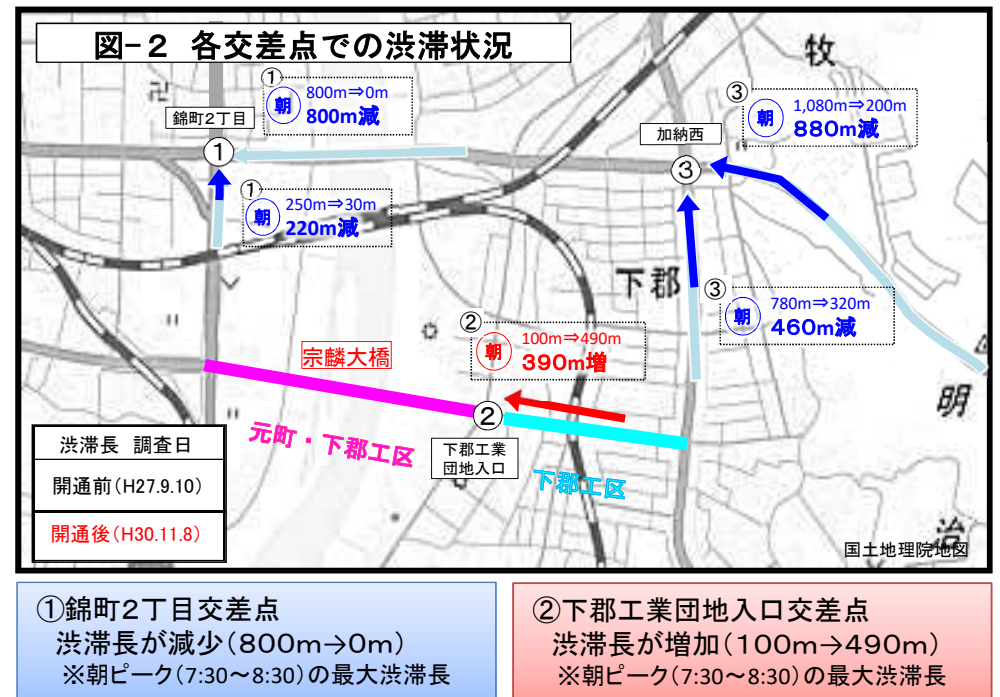 図-2 各交差点での渋滞状況
①
朝
800m⇒0m
800m減
錦町2丁目
①
①
朝
250m⇒30m
220m減
牧
③
朝
1,080m⇒200m
880m減
加納西
③
下郡
③
朝
780m⇒320m
460m減
②
朝
100m⇒490m
390m増
宗麟大橋
②
元町・下郡工区
下郡工業
団地入口
下郡工区
明
治
渋滞長 調査日
開通前(H27.9.10)
開通後(H30.11.8)
国土地理院地図
①錦町2丁目交差点
渋滞長が減少(800m→0m)
※朝ピーク(7:30~8:30)の最大渋滞長
②下郡工業団地入口交差点
渋滞長が増加(100m→490m)
※朝ピーク(7:30~8:30)の最大渋滞長